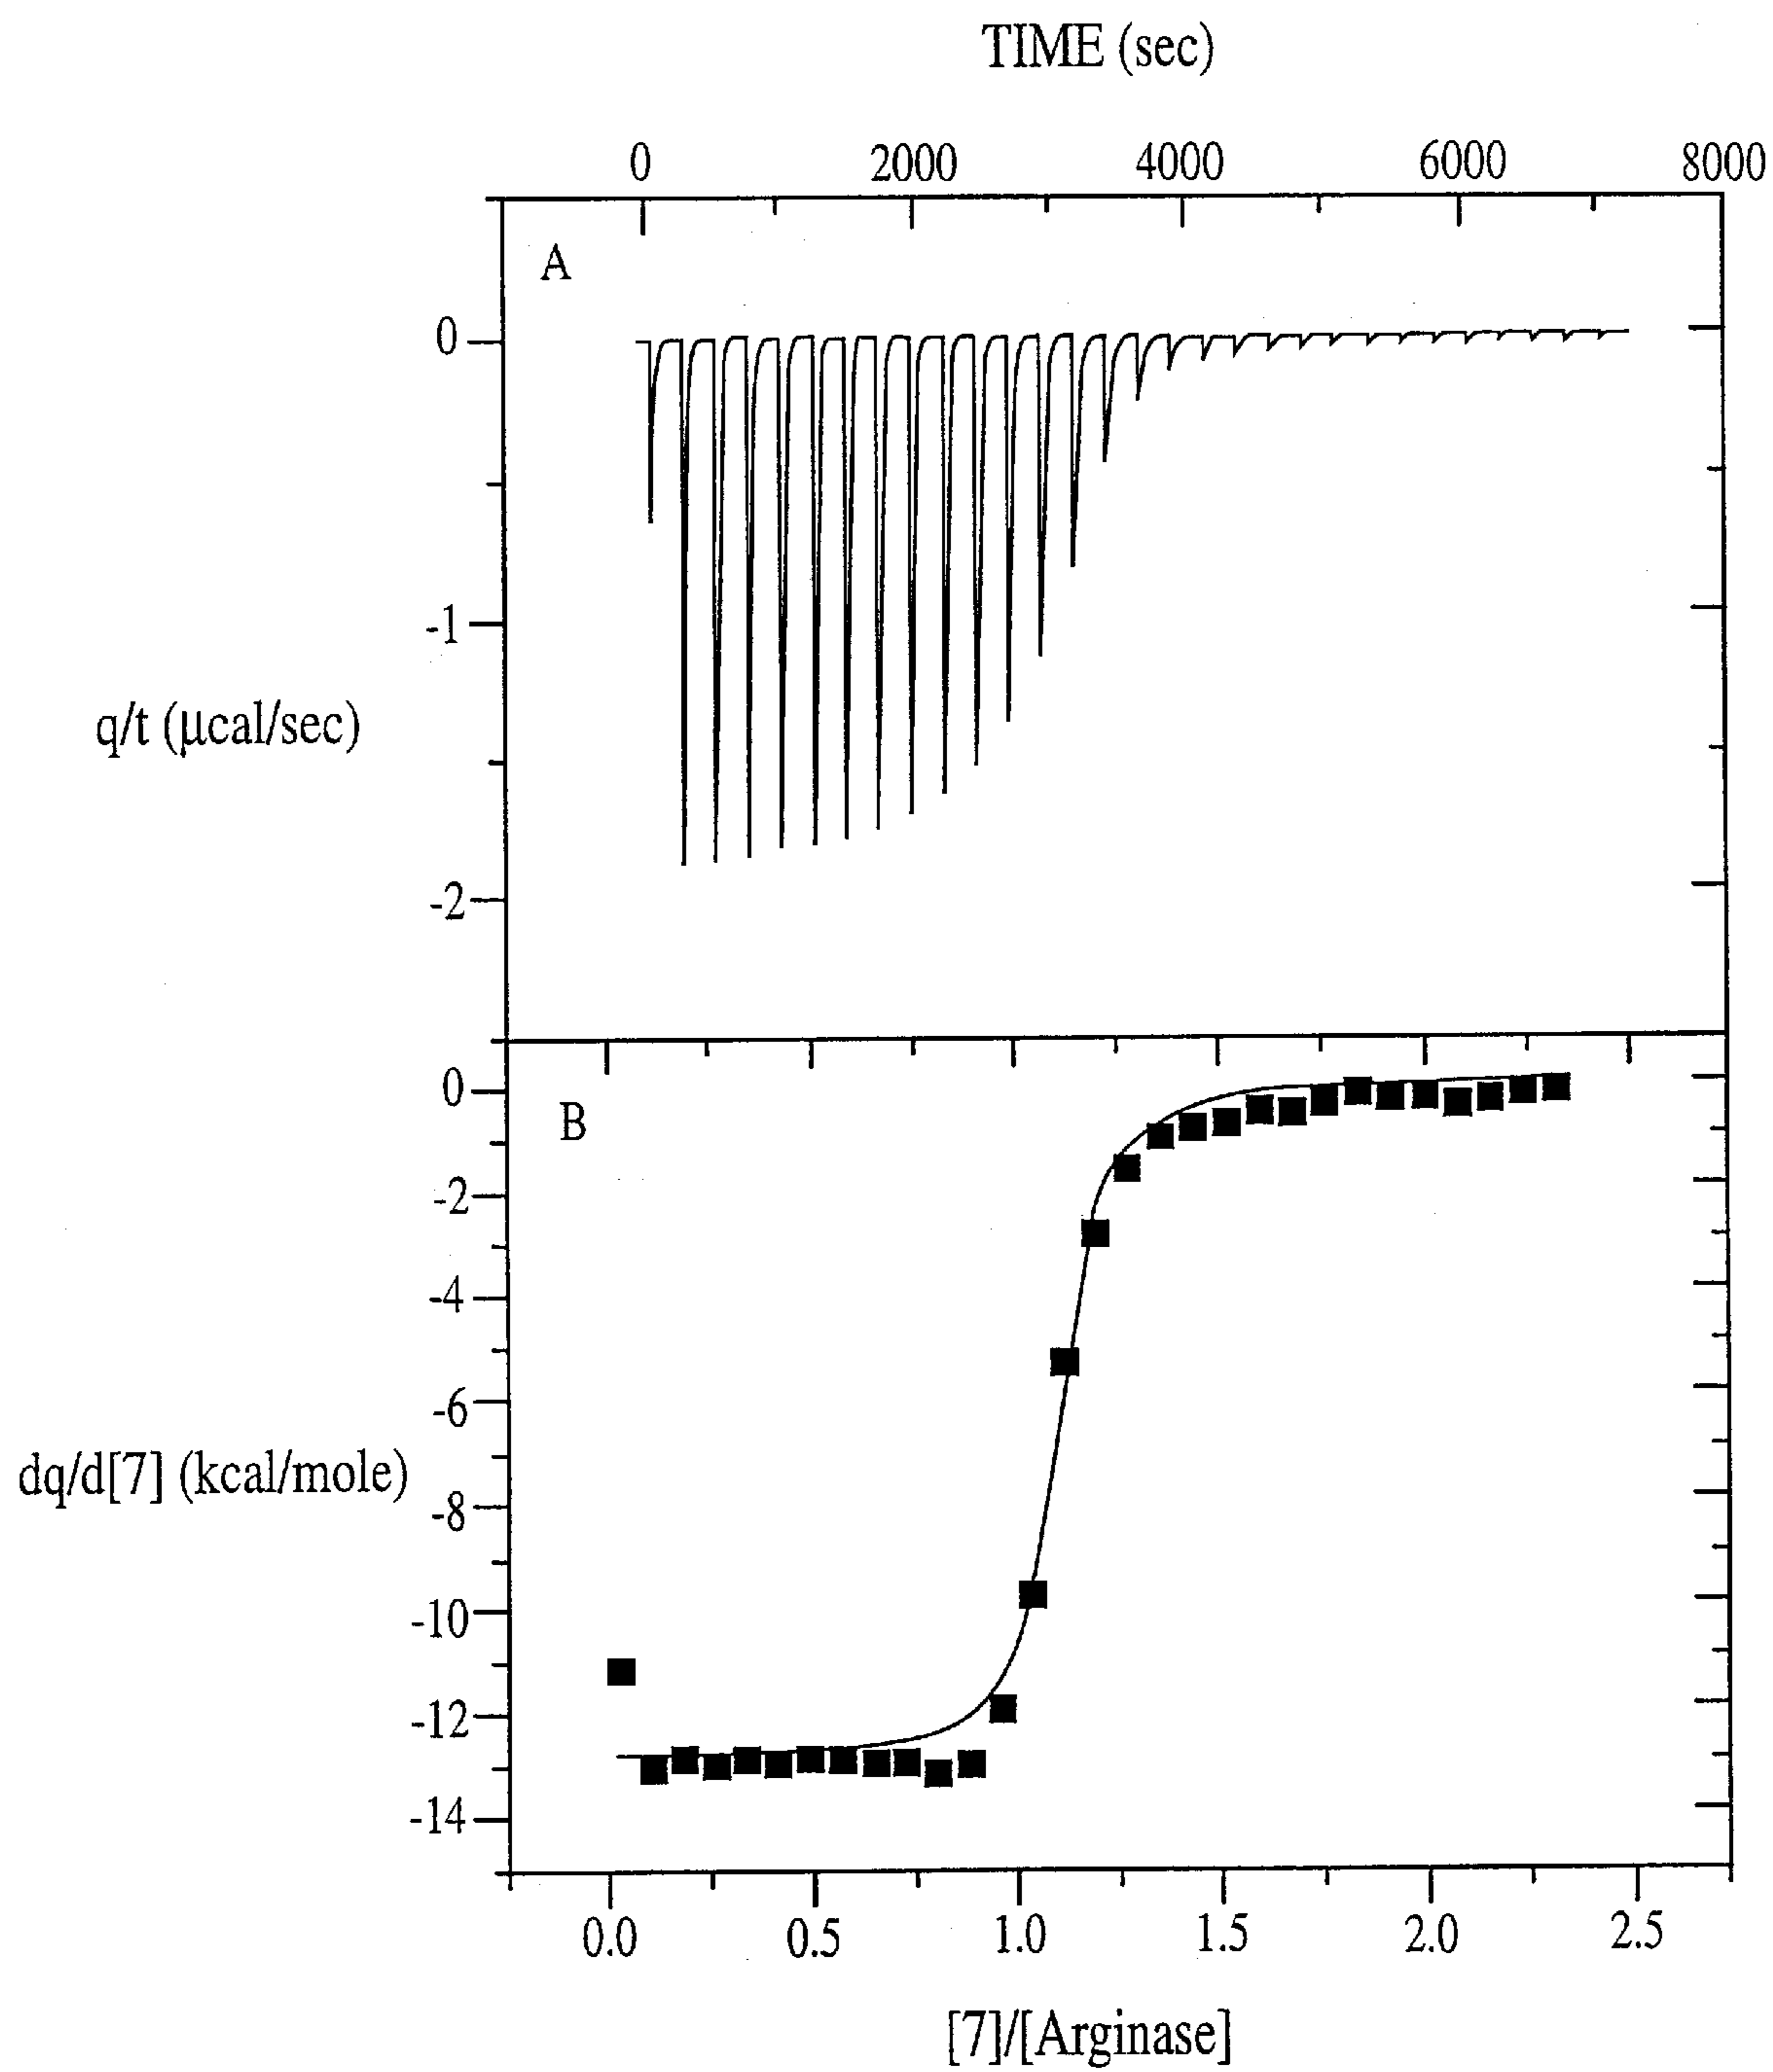 TIME (sec)
0 2000 4000 6000 8000
A
0
-1
q/t (μcal/sec)
-2
0
B
-2
-4
-6
dq/d[7] (kcal/mole)
-8
-10
-12
-14
0.0 0.5 1.0 1.5 2.0 2.5
[7]/[Arginase]